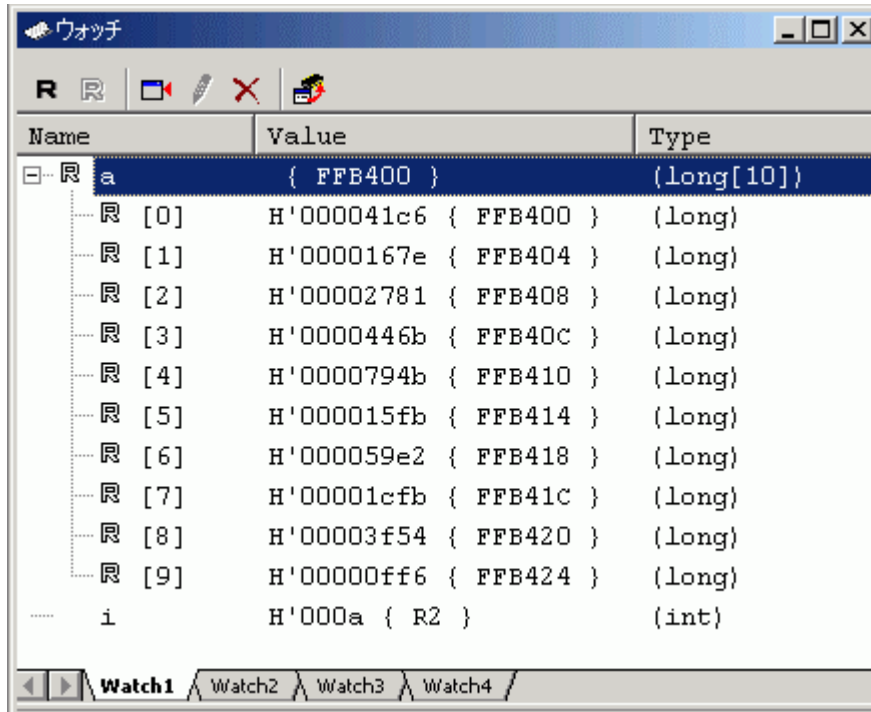 ウォッチ
R R
Name Value Type
R a { FFB400 } (long[10])
R [0] H'000041c6 { FFB400 } (long)
R [1] H'0000167e { FFB404 } (long)
R [2] H'00002781 { FFB408 } (long)
R [3] H'0000446b { FFB40C } (long)
R [4] H'0000794b { FFB410 } (long)
R [5] H'000015fb { FFB414 } (long)
R [6] H'000059e2 { FFB418 } (long)
R [7] H'00001cfb { FFB41C } (long)
R [8] H'00003f54 { FFB420 } (long)
R [9] H'00000ff6 { FFB424 } (long)
i H'000a { R2 } (int)
Watch1 Watch2 Watch3 Watch4